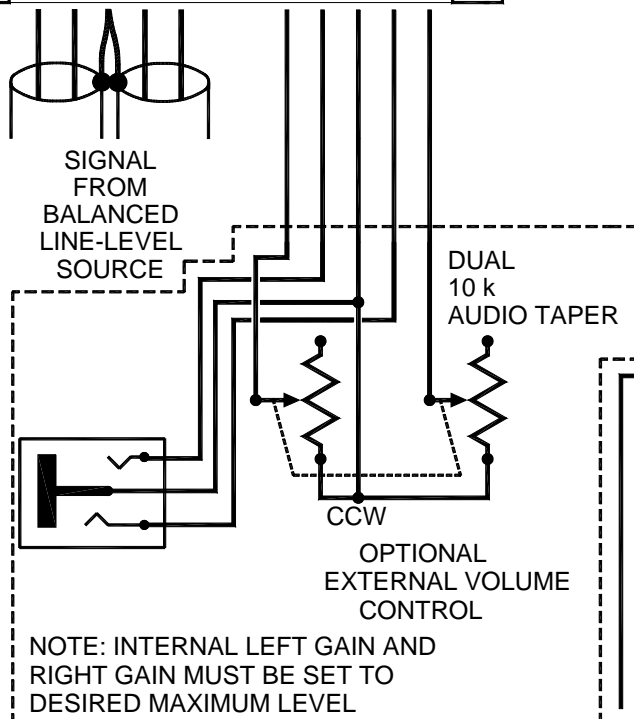 SIGNAL
FROM
BALANCED
LINE-LEVEL
SOURCE
DUAL
10 k
AUDIO TAPER
CCW
OPTIONAL
EXTERNAL VOLUME
CONTROL
NOTE: INTERNAL LEFT GAIN AND
RIGHT GAIN MUST BE SET TO
DESIRED MAXIMUM LEVEL